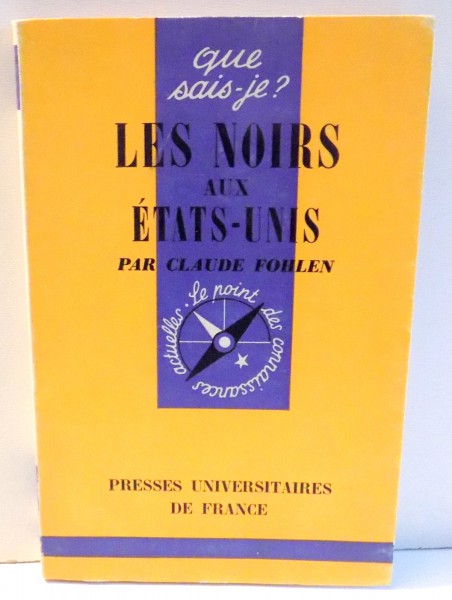 que
sais-je?
LES NOIRS
AUX
ÉTATS-UNIS
PAR CLAUDE FOHLEN
Le point des connaissances actuelles.
PRESSES UNIVERSITAIRES
DE FRANCE